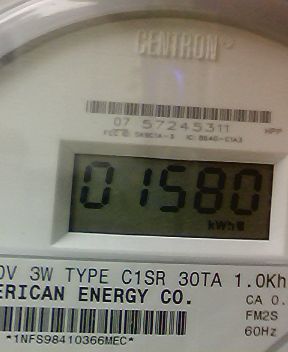 CENTRON
07 57245311 HPP
01580
kWh
0V 3W TYPE C1SR 30TA 1.0Kh
ERICAN ENERGY CO. CA 0.
FM2S
60Hz
*1NFS98410366MEC*